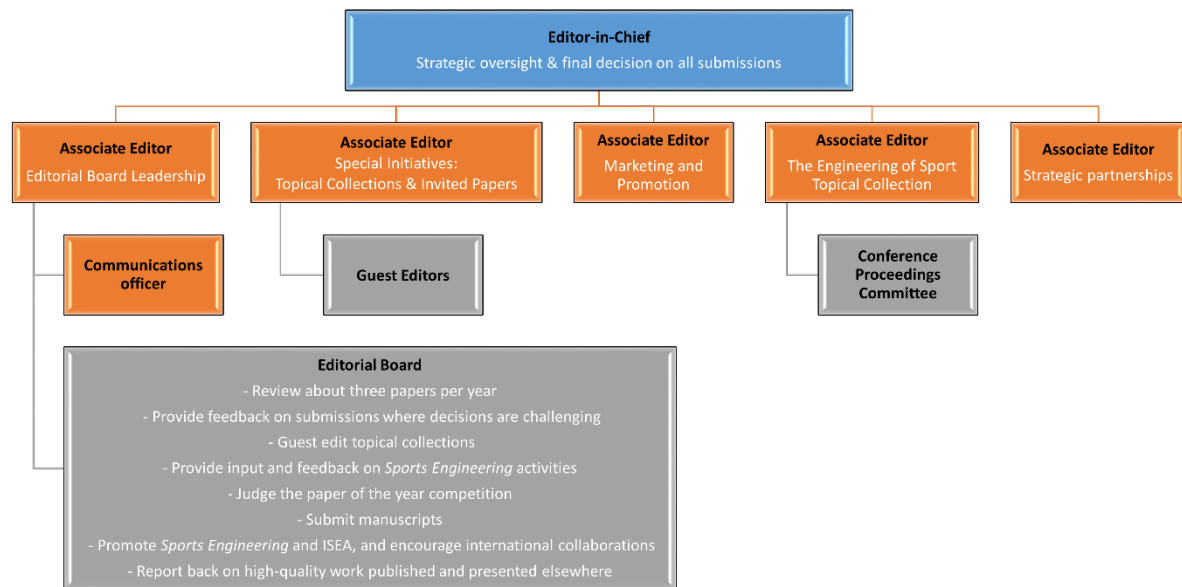 Editor-in-Chief
Strategic oversight & final decision on all submissions
Associate Editor
Editorial Board Leadership
Associate Editor
Special Initiatives:
Topical Collections & Invited Papers
Associate Editor
Marketing and
Promotion
Associate Editor
The Engineering of Sport
Topical Collection
Associate Editor
Strategic partnerships
Communications
officer
Guest Editors
Conference
Proceedings
Committee
Editorial Board
- Review about three papers per year
- Provide feedback on submissions where decisions are challenging
- Guest edit topical collections
- Provide input and feedback on Sports Engineering activities
- Judge the paper of the year competition
- Submit manuscripts
- Promote Sports Engineering and ISEA, and encourage international collaborations
- Report back on high-quality work published and presented elsewhere